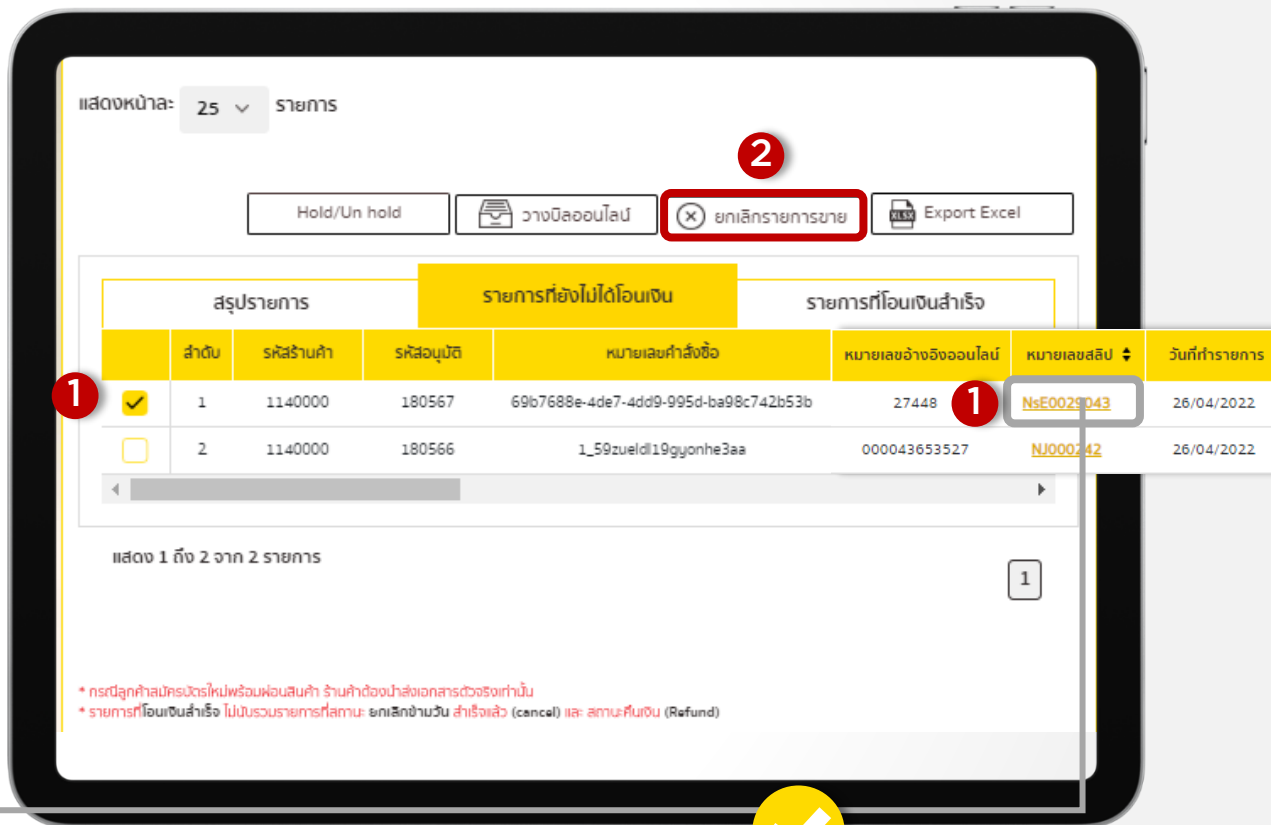 แสดงหน้าละ 25 รายการ
2
Hold/Un hold วางบิลออนไลน์ ยกเลิกรายการขาย XLSX Export Excel
สรุปรายการ รายการที่ยังไม่ได้โอนเงิน รายการที่โอนเงินสำเร็จ
ลำดับ รหัสร้านค้า รหัสอนุมัติ หมายเลขคำสั่งซื้อ หมายเลขอ้างอิงออนไลน์ หมายเลขสลิป วันที่ทำรายการ
1 1 1140000 180567 69b7688e-4de7-4dd9-995d-ba98c742b53b 27448 1 NsE0029043 26/04/2022
2 1140000 180566 1_59zueldl19gyonhe3aa 000043653527 NJ000242 26/04/2022
แสดง 1 ถึง 2 จาก 2 รายการ
1
* กรณีลูกค้าสมัครบัตรใหม่พร้อมผ่อนสินค้า ร้านค้าต้องนำส่งเอกสารตัวจริงเท่านั้น
* รายการที่โอนเงินสำเร็จ ไม่นับรวมรายการที่สถานะ ยกเลิกข้ามวัน สำเร็จแล้ว (cancel) และ สถานะคืนเงิน (Refund)